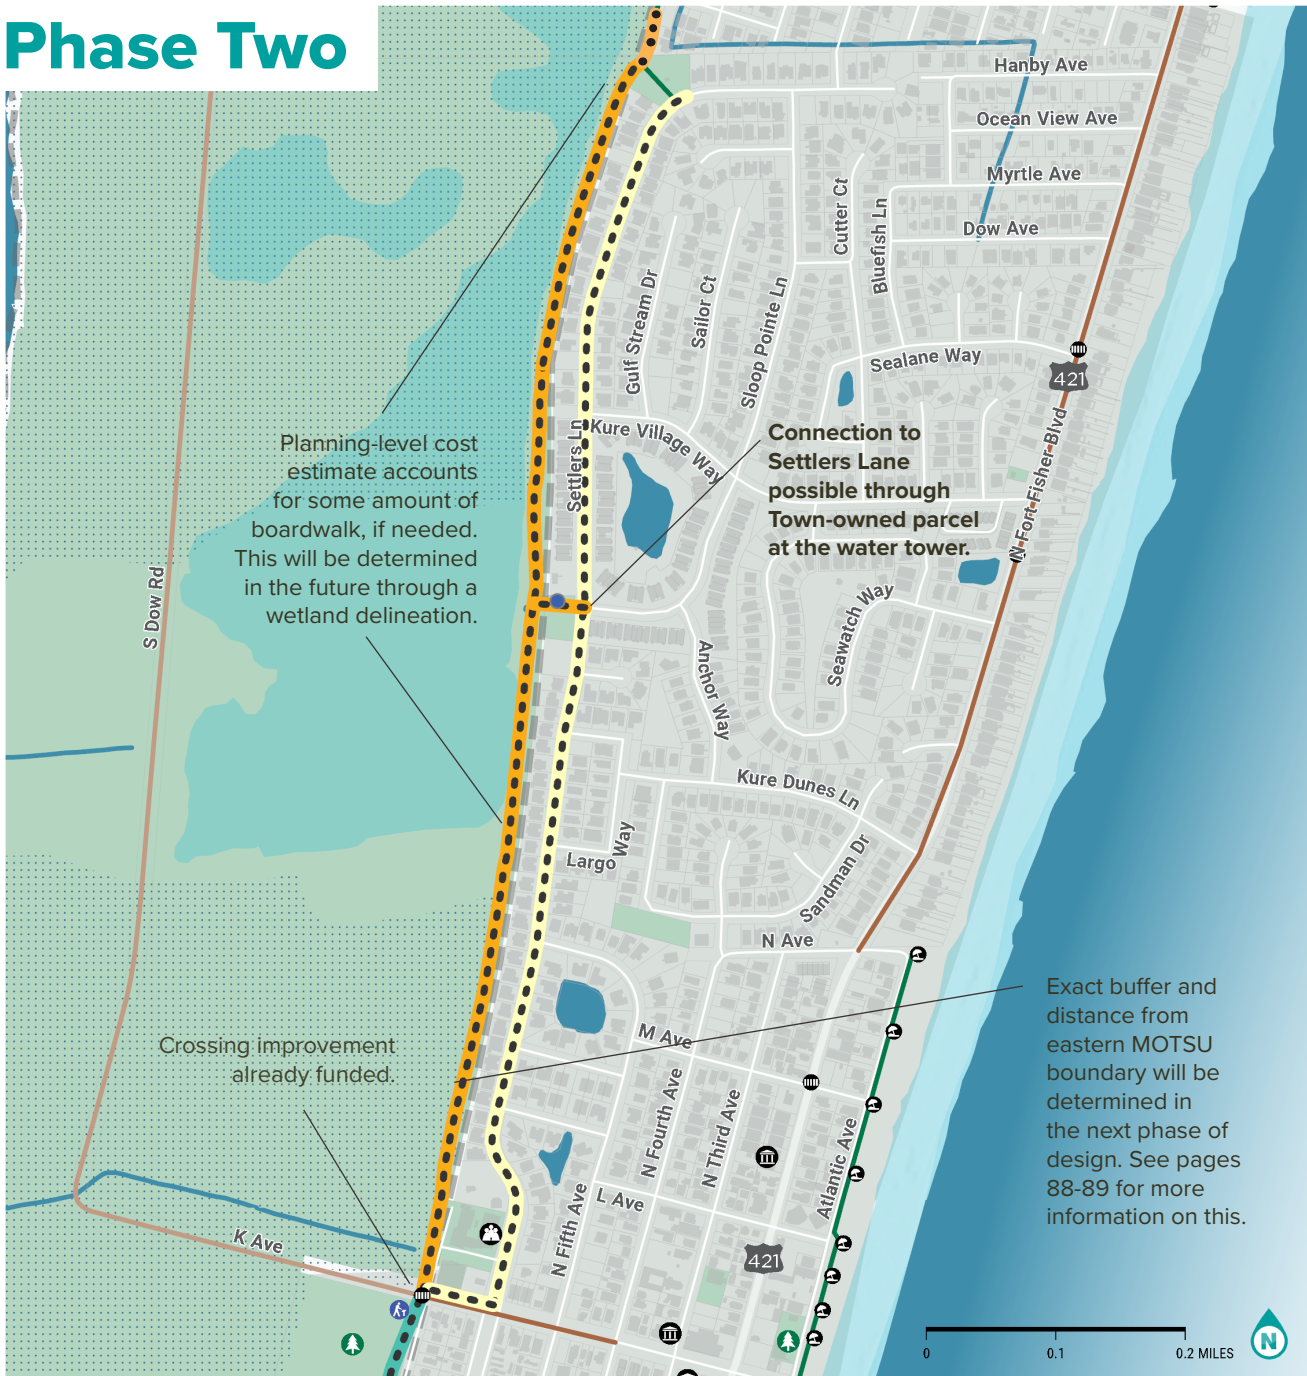 Phase Two
Hanby Ave
Ocean View Ave
Myrtle Ave
Dow Ave
Cutter Ct
Bluefish Ln
Gulf Stream Dr
Sailor Ct
Sloop Pointe Ln
Sealane Way
421
N Fort Fisher Blvd
Settlers Ln
Kure Village Way
Connection to
Settlers Lane
possible through
Town-owned parcel
at the water tower.
Planning-level cost
estimate accounts
for some amount of
boardwalk, if needed.
This will be determined
in the future through a
wetland delineation.
S Dow Rd
Seawatch Way
Anchor Way
Kure Dunes Ln
Largo Way
Sandman Dr
N Ave
Exact buffer and
distance from
eastern MOTSU
boundary will be
determined in
the next phase of
design. See pages
88-89 for more
information on this.
Crossing improvement
already funded.
M Ave
N Fourth Ave
N Third Ave
Atlantic Ave
L Ave
N Fifth Ave
K Ave
421
0
0.1
0.2 MILES
N